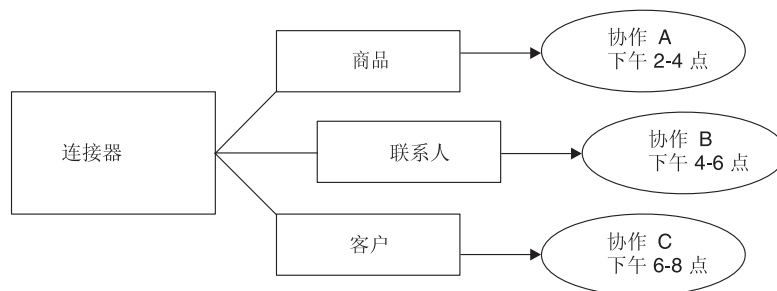 商品
协作 A
下午 2-4 点
连接器
联系人
协作 B
下午 4-6 点
客户
协作 C
下午 6-8 点